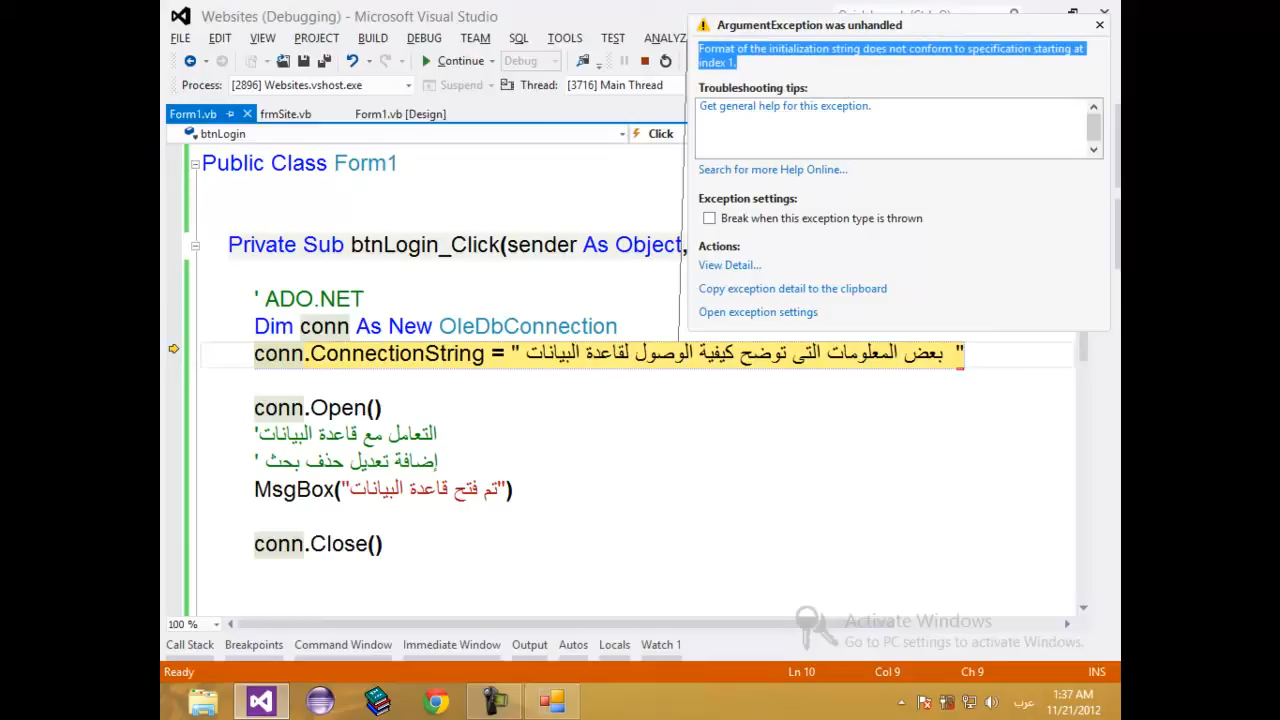 Websites (Debugging) - Microsoft Visual Studio
FILE EDIT VIEW PROJECT BUILD DEBUG TEAM SQL TOOLS TEST ANALYZ
Continue Debug
Process: [2896] Websites.vshost.exe Suspend Thread: [3716] Main Thread
Form1.vb frmSite.vb Form1.vb [Design]
btnLogin Click
ArgumentException was unhandled
Format of the initialization string does not conform to specification starting at
index 1.
Troubleshooting tips:
Get general help for this exception.
Search for more Help Online...
Exception settings:
Break when this exception type is thrown
Actions:
View Detail...
Copy exception detail to the clipboard
Open exception settings
Public Class Form1
Private Sub btnLogin_Click(sender As Object,
' ADO.NET
Dim conn As New OleDbConnection
conn.ConnectionString = " بعض المعلومات التى توضح كيفية الوصول لقاعدة البيانات "
conn.Open()
'التعامل مع قاعدة البيانات
' إضافة تعديل حذف بحث
MsgBox("تم فتح قاعدة البيانات")
conn.Close()
Activate Windows
Go to PC settings to activate Windows.
100 %
Call Stack Breakpoints Command Window Immediate Window Output Autos Locals Watch 1
Ready Ln 10 Col 9 Ch 9 INS
عرب 1:37 AM
11/21/2012